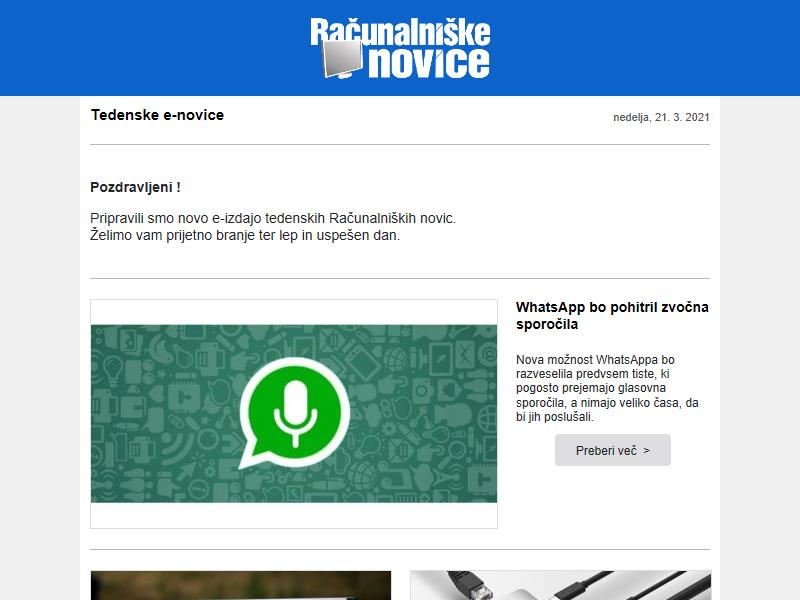 Računalniške
novice
Tedenske e-novice
nedelja, 21. 3. 2021
Pozdravljeni !
Pripravili smo novo e-izdajo tedenskih Računalniških novic.
Želimo vam prijetno branje ter lep in uspešen dan.
WhatsApp bo pohitril zvočna
sporočila
Nova možnost WhatsAppa bo
razveselila predvsem tiste, ki
pogosto prejemajo glasovna
sporočila, a nimajo veliko časa, da
bi jih poslušali.
Preberi več >